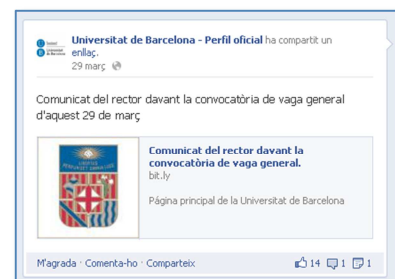 Universitat de Barcelona - Perfil oficial ha compartit un
enllaç.
29 març
Comunicat del rector davant la convocatòria de vaga general
d'aquest 29 de març
Comunicat del rector davant la
convocatòria de vaga general.
bit.ly
Página principal de la Universitat de Barcelona
M'agrada · Comenta-ho · Comparteix 14 1 1